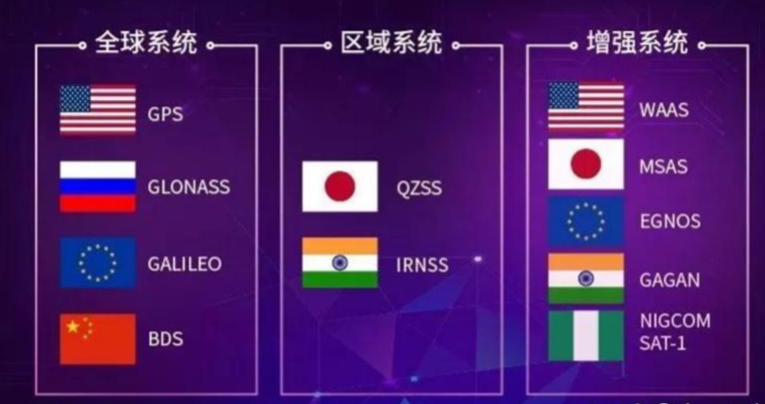 全球系统
GPS
GLONASS
GALILEO
BDS
区域系统
QZSS
IRNSS
增强系统
WAAS
MSAS
EGNOS
GAGAN
NIGCOM
SAT-1